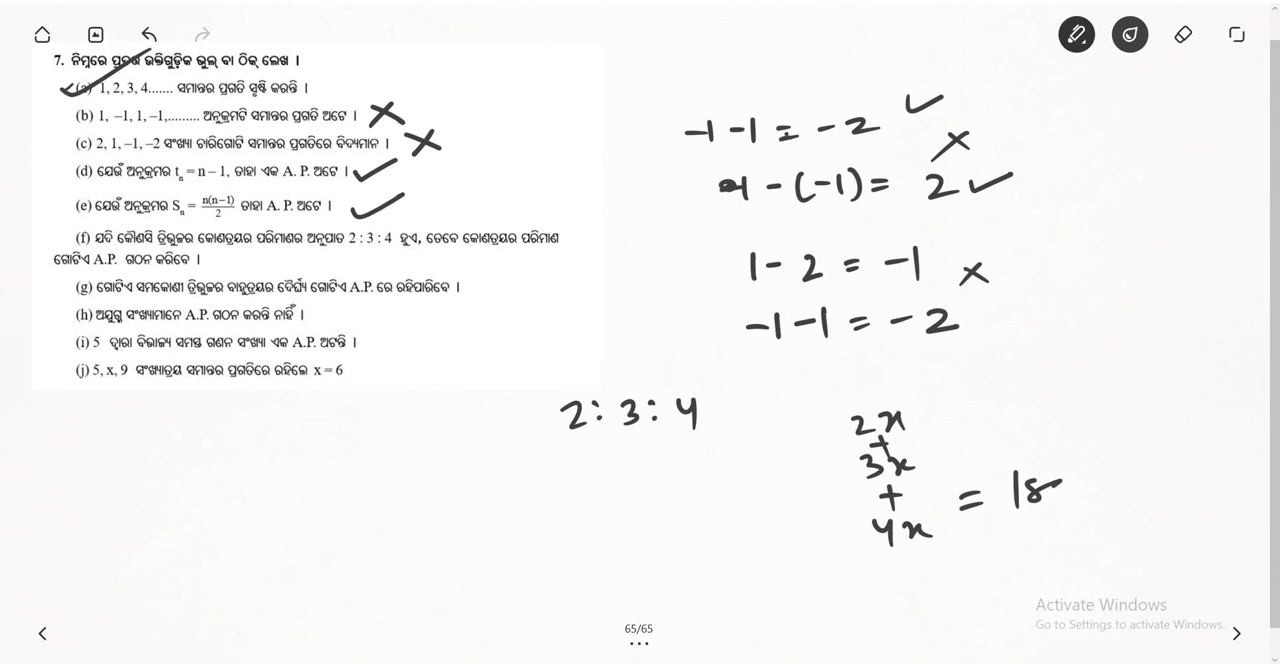 7. ନିମ୍ନରେ ପ୍ରଦତ୍ତ ଉକ୍ତିଗୁଡ଼ିକ ଭୁଲ୍ ବା ଠିକ୍ ଲେଖ ।
(a) 1, 2, 3, 4....... ସମାନ୍ତର ପ୍ରଗତି ସୃଷ୍ଟି କରନ୍ତି ।
(b) 1, –1, 1, –1,......... ଅନୁକ୍ରମଟି ସମାନ୍ତର ପ୍ରଗତି ଅଟେ ।
(c) 2, 1, –1, –2 ସଂଖ୍ୟା ଚାରିଗୋଟି ସମାନ୍ତର ପ୍ରଗତିରେ ବିଦ୍ୟମାନ ।
(d) ଯେଉଁ ଅନୁକ୍ରମର tₙ = n – 1, ତାହା ଏକ A. P. ଅଟେ ।
(e) ଯେଉଁ ଅନୁକ୍ରମର Sₙ = n(n–1)/2 ତାହା A. P. ଅଟେ ।
(f) ଯଦି କୌଣସି ତ୍ରିଭୁଜର କୋଣତ୍ରୟର ପରିମାଣର ଅନୁପାତ 2 : 3 : 4 ହୁଏ, ତେବେ କୋଣତ୍ରୟର ପରିମାଣ
ଗୋଟିଏ A.P. ଗଠନ କରିବେ ।
(g) ଗୋଟିଏ ସମକୋଣୀ ତ୍ରିଭୁଜର ବାହୁତ୍ରୟର ଦୈର୍ଘ୍ୟ ଗୋଟିଏ A.P. ରେ ରହିପାରିବେ ।
(h) ଅଯୁଗ୍ମ ସଂଖ୍ୟାମାନେ A.P. ଗଠନ କରନ୍ତି ନାହିଁ ।
(i) 5 ଦ୍ୱାରା ବିଭାଜ୍ୟ ସମସ୍ତ ଗଣନ ସଂଖ୍ୟା ଏକ A.P. ଅଟନ୍ତି ।
(j) 5, x, 9 ସଂଖ୍ୟାତ୍ରୟ ସମାନ୍ତର ପ୍ରଗତିରେ ରହିଲେ x = 6
-1 -1 = -2
- (-1) = 2
1 - 2 = -1
-1 -1 = -2
2 : 3 : 4
2x
+
3x
+ = 18
4x
Activate Windows
Go to Settings to activate Windows.
65/65